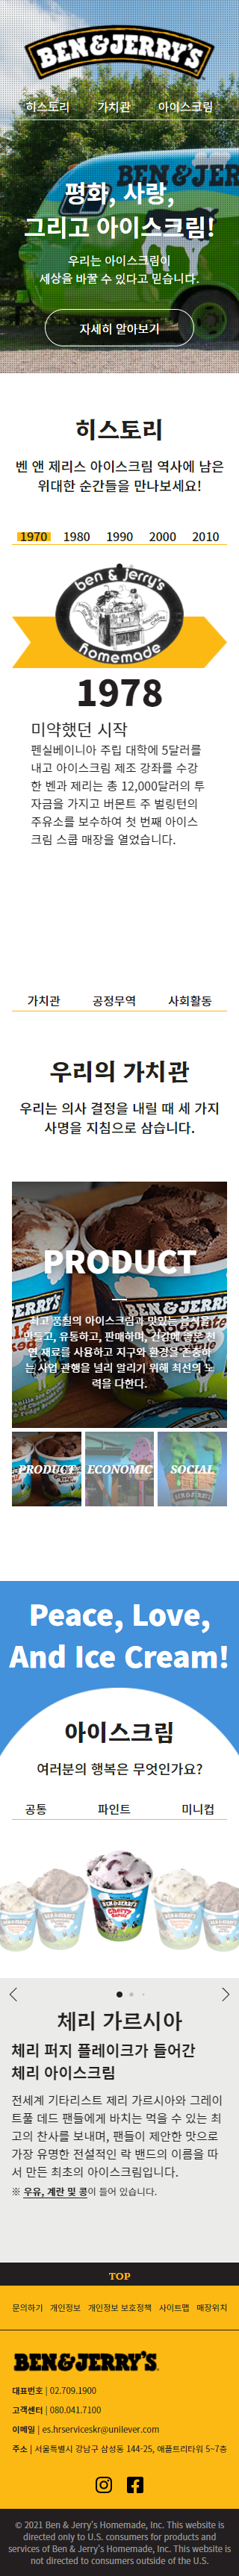 BEN&JERRY'S
히스토리 가치관 아이스크림
BEN&JER
평화, 사랑,
그리고 아이스크림!
우리는 아이스크림이
세상을 바꿀 수 있다고 믿습니다.
자세히 알아보기
히스토리
벤 앤 제리스 아이스크림 역사에 남은
위대한 순간들을 만나보세요!
1970 1980 1990 2000 2010
ben & jerry's
homemade
1978
미약했던 시작
펜실베이니아 주립 대학에 5달러를
내고 아이스크림 제조 강좌를 수강
한 벤과 제리는 총 12,000달러의 투
자금을 가지고 버몬트 주 벌링턴의
주유소를 보수하여 첫 번째 아이스
크림 스쿱 매장을 열었습니다.
가치관 공정무역 사회활동
우리의 가치관
우리는 의사 결정을 내릴 때 세 가지
사명을 지침으로 삼습니다.
PRODUCT
최고 품질의 아이스크림과 맛있는 음식을
만들고, 유통하고, 판매하며, 건강에 좋은 천
연 재료를 사용하고 지구와 환경을 존중하
는 사업 관행을 널리 알리기 위해 최선의 노
력을 다한다.
PRODUCT ECONOMIC SOCIAL
Peace, Love,
And Ice Cream!
아이스크림
여러분의 행복은 무엇인가요?
공통 파인트 미니컵
BEN&JERRY'S
Cherry Garcia
체리 가르시아
체리 퍼지 플레이크가 들어간
체리 아이스크림
전세계 기타리스트 제리 가르시아와 그레이
트풀 데드 팬들에게 바치는 먹을 수 있는 최
고의 찬사를 보내며, 팬들이 제안한 맛으로
가장 유명한 전설적인 락 밴드의 이름을 따
서 만든 최초의 아이스크림입니다.
※ 우유, 계란 및 콩이 들어 있습니다.
TOP
문의하기 개인정보 개인정보 보호정책 사이트맵 매장위치
BEN&JERRY'S.
대표번호 | 02.709.1900
고객센터 | 080.041.7100
이메일 | es.hrserviceskr@unilever.com
주소 | 서울특별시 강남구 삼성동 144-25, 애플트리타워 5~7층
© 2021 Ben & Jerry's Homemade, Inc. This website is
directed only to U.S. consumers for products and
services of Ben & Jerry's Homemade, Inc. This website is
not directed to consumers outside of the U.S.